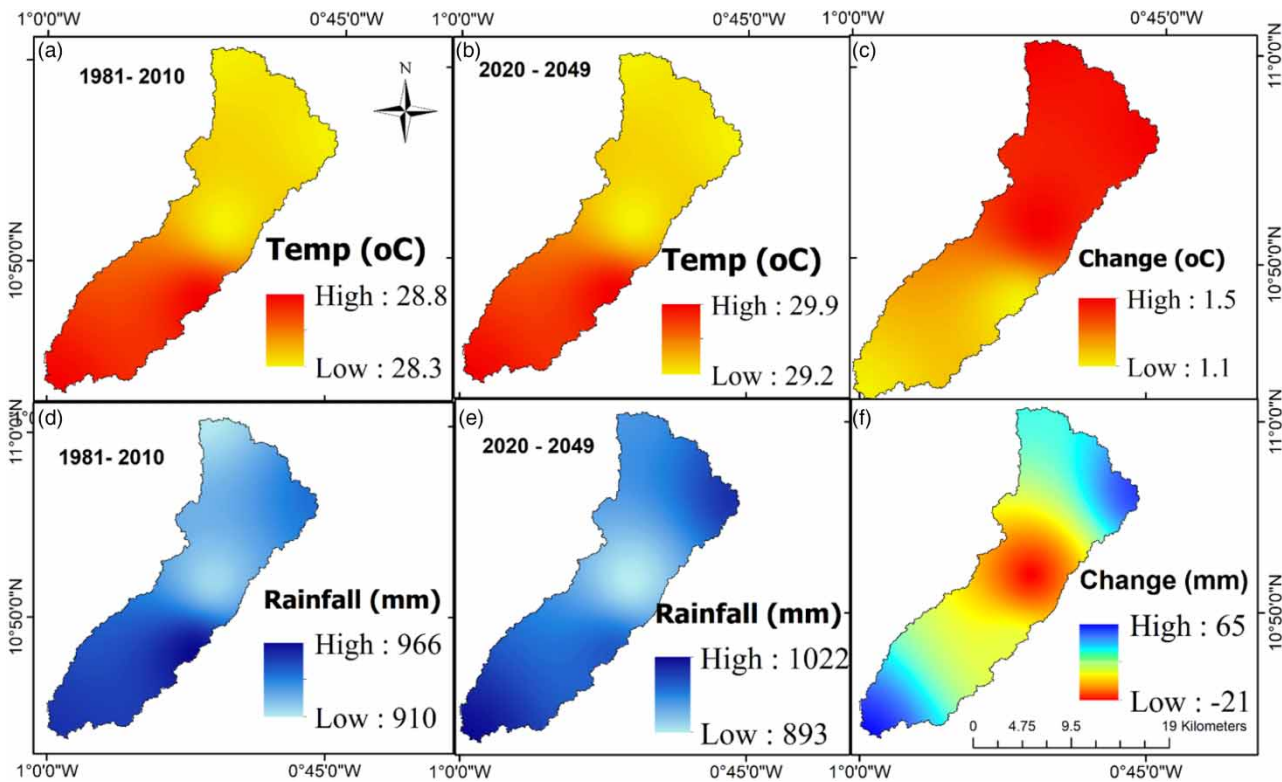 1°0'0"W 0°45'0"W 1°0'0"W 0°45'0"W 1°0'0"W 0°45'0"W
(a)
1981- 2010
N
Temp (oC)
High : 28.8
Low : 28.3
10°50'0"N
(b)
2020 - 2049
Temp (oC)
High : 29.9
Low : 29.2
(c)
Change (oC)
High : 1.5
Low : 1.1
11°0'0"N
10°50'0"N
(d)
1981- 2010
Rainfall (mm)
High : 966
Low : 910
11°0'0"N
10°50'0"N
(e)
2020 - 2049
Rainfall (mm)
High : 1022
Low : 893
(f)
Change (mm)
High : 65
Low : -21
0 4.75 9.5 19 Kilometers
11°0'0"N
10°50'0"N
1°0'0"W 0°45'0"W 1°0'0"W 0°45'0"W 1°0'0"W 0°45'0"W